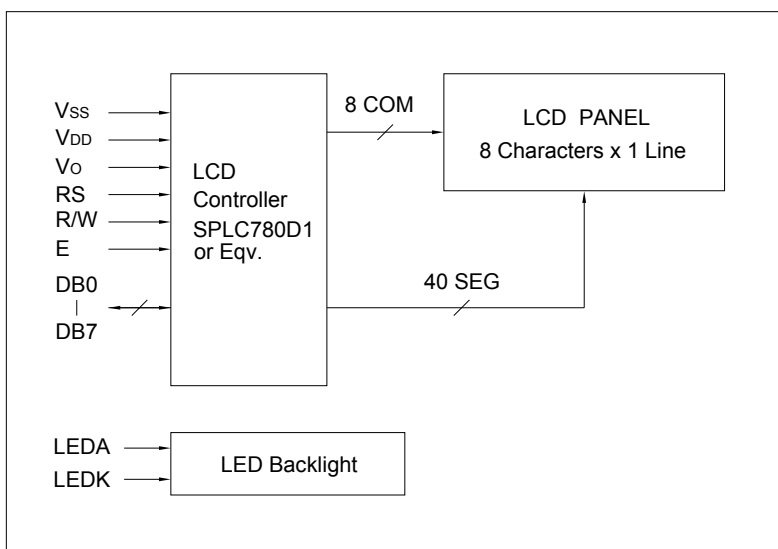 VSS
VDD
VO
RS
R/W
E
DB0
|
DB7
LCD
Controller
SPLC780D1
or Eqv.
8 COM
40 SEG
LCD PANEL
8 Characters x 1 Line
LEDA
LEDK
LED Backlight